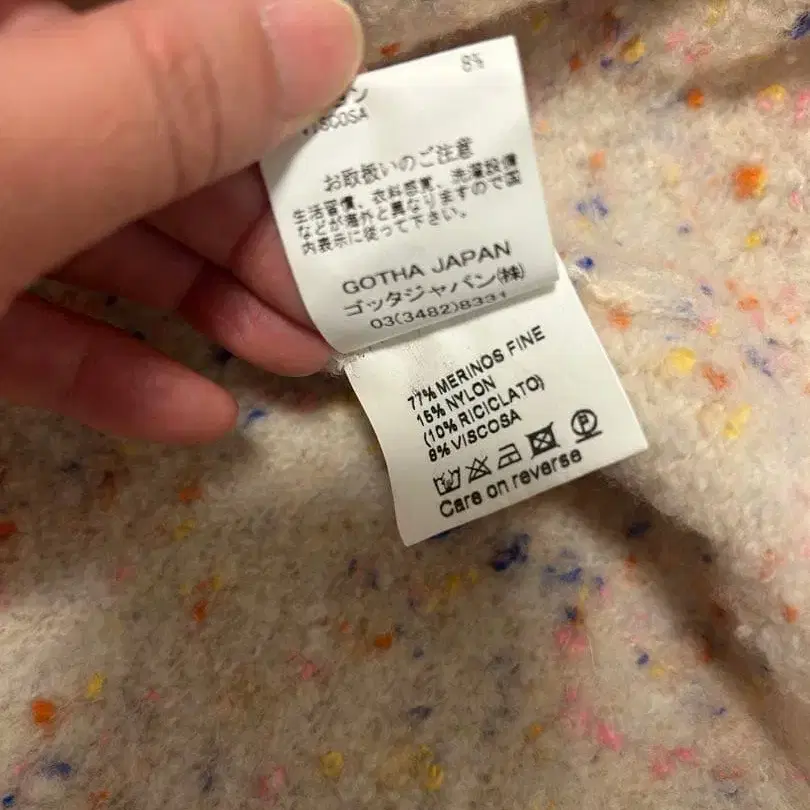 8%
VISCOSA
お取扱いのご注意
生活習慣、衣料感覚、洗濯設備
などが海外と異なりますので国
内表示に従って下さい。
GOTHA JAPAN
ゴッタジャパン(株)
03(3482)8331
77% MERINOS FINE
15% NYLON
(10% RICICLATO)
8% VISCOSA
P
Care on reverse